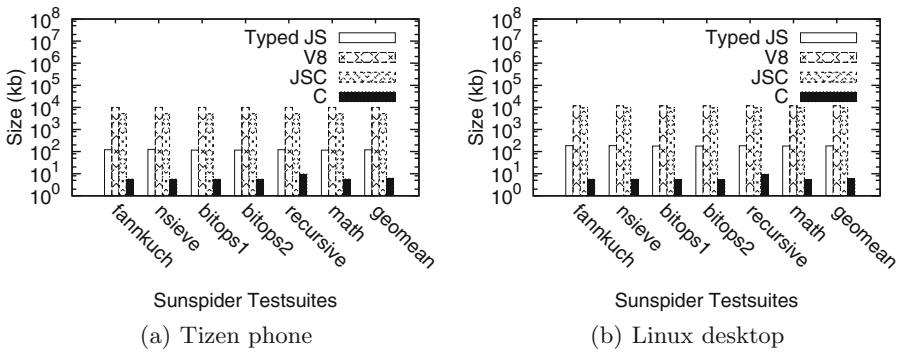 10^8
10^7
10^6
10^5
10^4
10^3
10^2
10^1
10^0
Size (kb)
Typed JS
V8
JSC
C
fannkuch
nsieve
bitops1
bitops2
recursive
math
geomean
Sunspider Testsuites
(a) Tizen phone
10^8
10^7
10^6
10^5
10^4
10^3
10^2
10^1
10^0
Size (kb)
Typed JS
V8
JSC
C
fannkuch
nsieve
bitops1
bitops2
recursive
math
geomean
Sunspider Testsuites
(b) Linux desktop